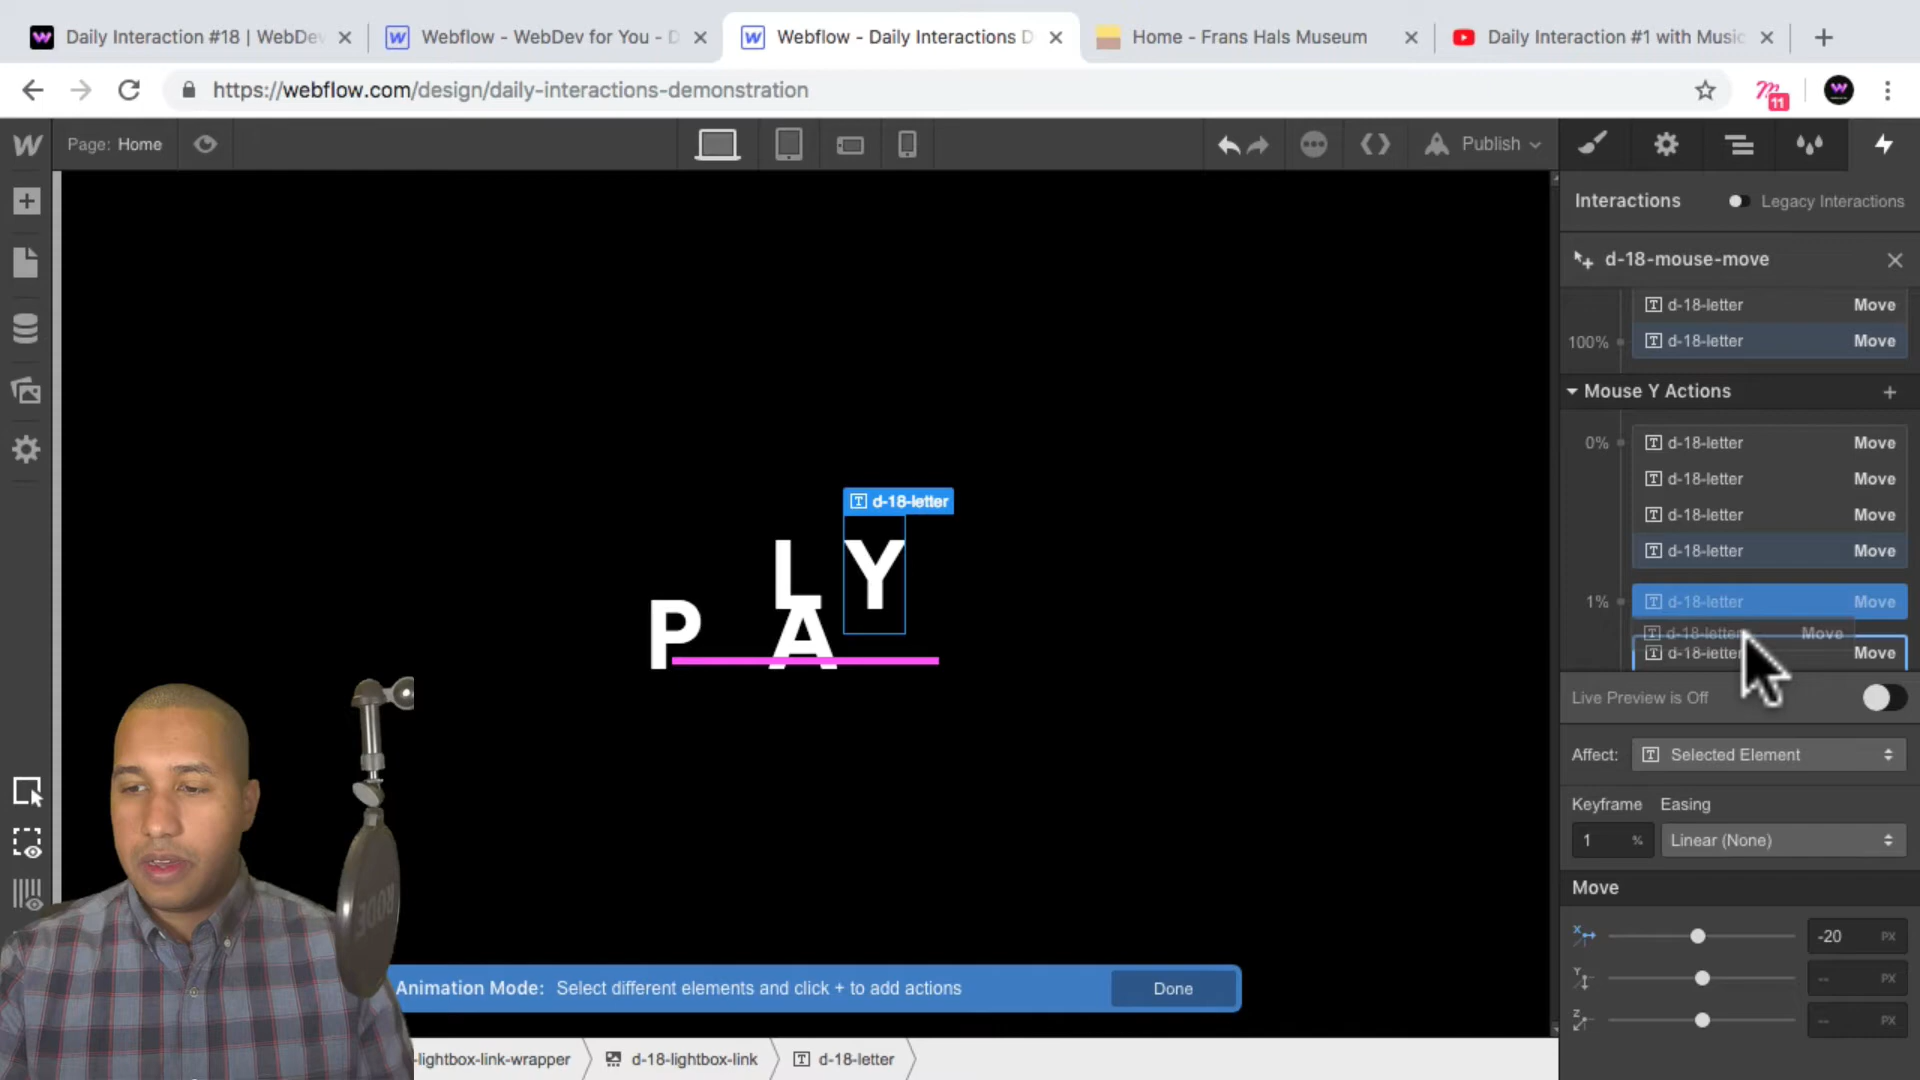 Daily Interaction #18 | WebDev
Webflow - WebDev for You - D
Webflow - Daily Interactions D
Home - Frans Hals Museum
Daily Interaction #1 with Music
https://webflow.com/design/daily-interactions-demonstration
11
Page: Home
Publish
Interactions
Legacy Interactions
d-18-mouse-move
d-18-letter Move
100% d-18-letter Move
Mouse Y Actions
0% d-18-letter Move
d-18-letter Move
d-18-letter Move
d-18-letter Move
1% d-18-letter Move
d-18-letter Move
d-18-letter Move
d-18-letter
L Y
P A
Live Preview is Off
Affect: Selected Element
Keyframe Easing
1 % Linear (None)
Move
X -20 PX
Y -- PX
Z -- PX
RODE
Animation Mode: Select different elements and click + to add actions
Done
-lightbox-link-wrapper
d-18-lightbox-link
d-18-letter